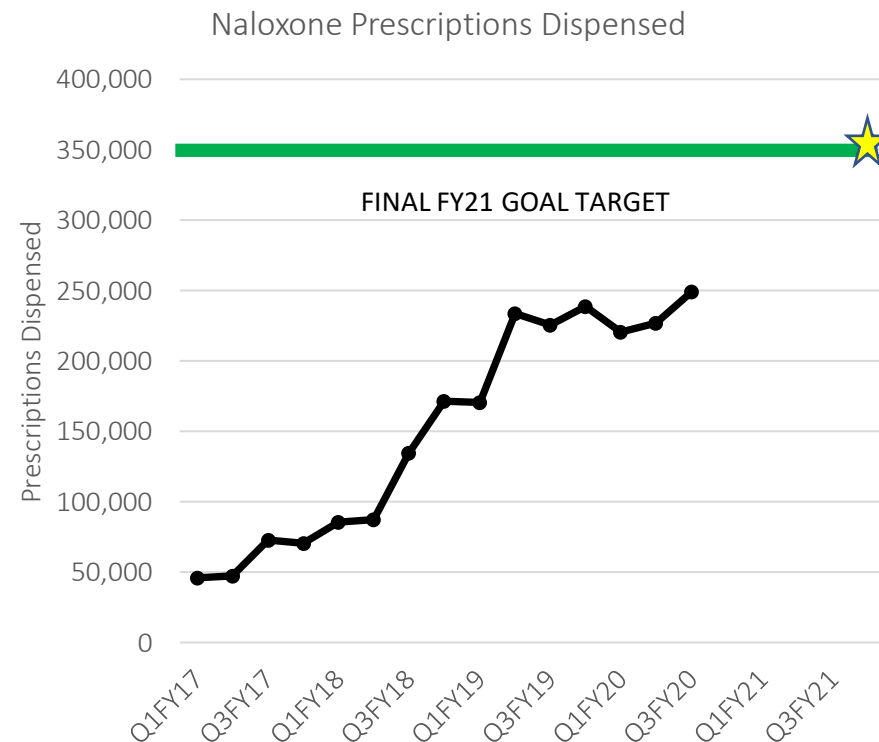 Naloxone Prescriptions Dispensed
400,000
350,000
FINAL FY21 GOAL TARGET
300,000
250,000
200,000
150,000
100,000
50,000
0
Prescriptions Dispensed
Q1FY17
Q3FY17
Q1FY18
Q3FY18
Q1FY19
Q3FY19
Q1FY20
Q3FY20
Q1FY21
Q3FY21